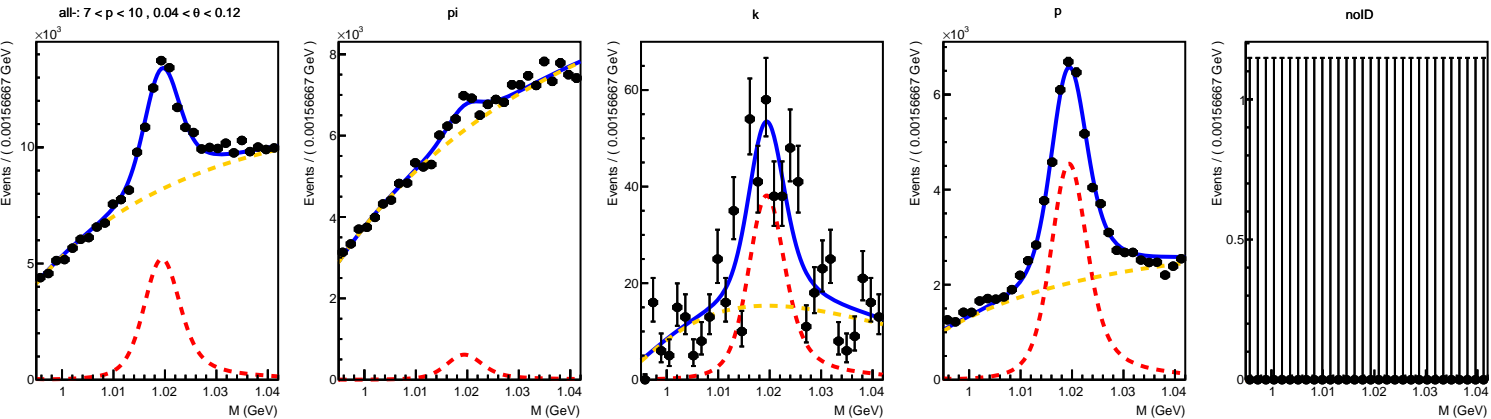 all-: 7 < p < 10 , 0.04 < θ < 0.12
×10³
Events / ( 0.00156667 GeV )
10
5
0
1 1.01 1.02 1.03 1.04
M (GeV)
pi
×10³
Events / ( 0.00156667 GeV )
8
6
4
2
0
1 1.01 1.02 1.03 1.04
M (GeV)
k
Events / ( 0.00156667 GeV )
60
40
20
0
1 1.01 1.02 1.03 1.04
M (GeV)
p
×10³
Events / ( 0.00156667 GeV )
6
4
2
0
1 1.01 1.02 1.03 1.04
M (GeV)
noID
Events / ( 0.00156667 GeV )
1
0.5
0
1 1.01 1.02 1.03 1.04
M (GeV)